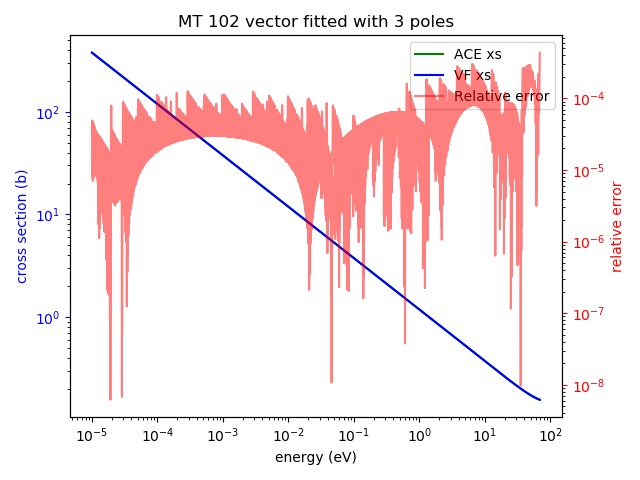 MT 102 vector fitted with 3 poles
ACE xs
VF xs
Relative error
cross section (b)
10²
10¹
10⁰
relative error
10⁻⁴
10⁻⁵
10⁻⁶
10⁻⁷
10⁻⁸
10⁻⁵ 10⁻⁴ 10⁻³ 10⁻² 10⁻¹ 10⁰ 10¹ 10²
energy (eV)